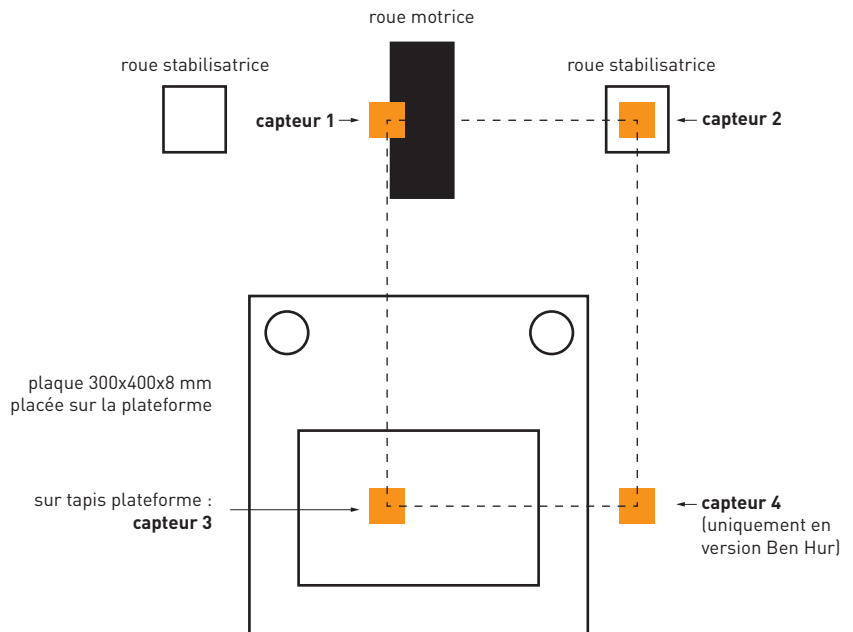 roue motrice
roue stabilisatrice
roue stabilisatrice
capteur 1
capteur 2
plaque 300x400x8 mm
placée sur la plateforme
sur tapis plateforme :
capteur 3
capteur 4
(uniquement en
version Ben Hur)